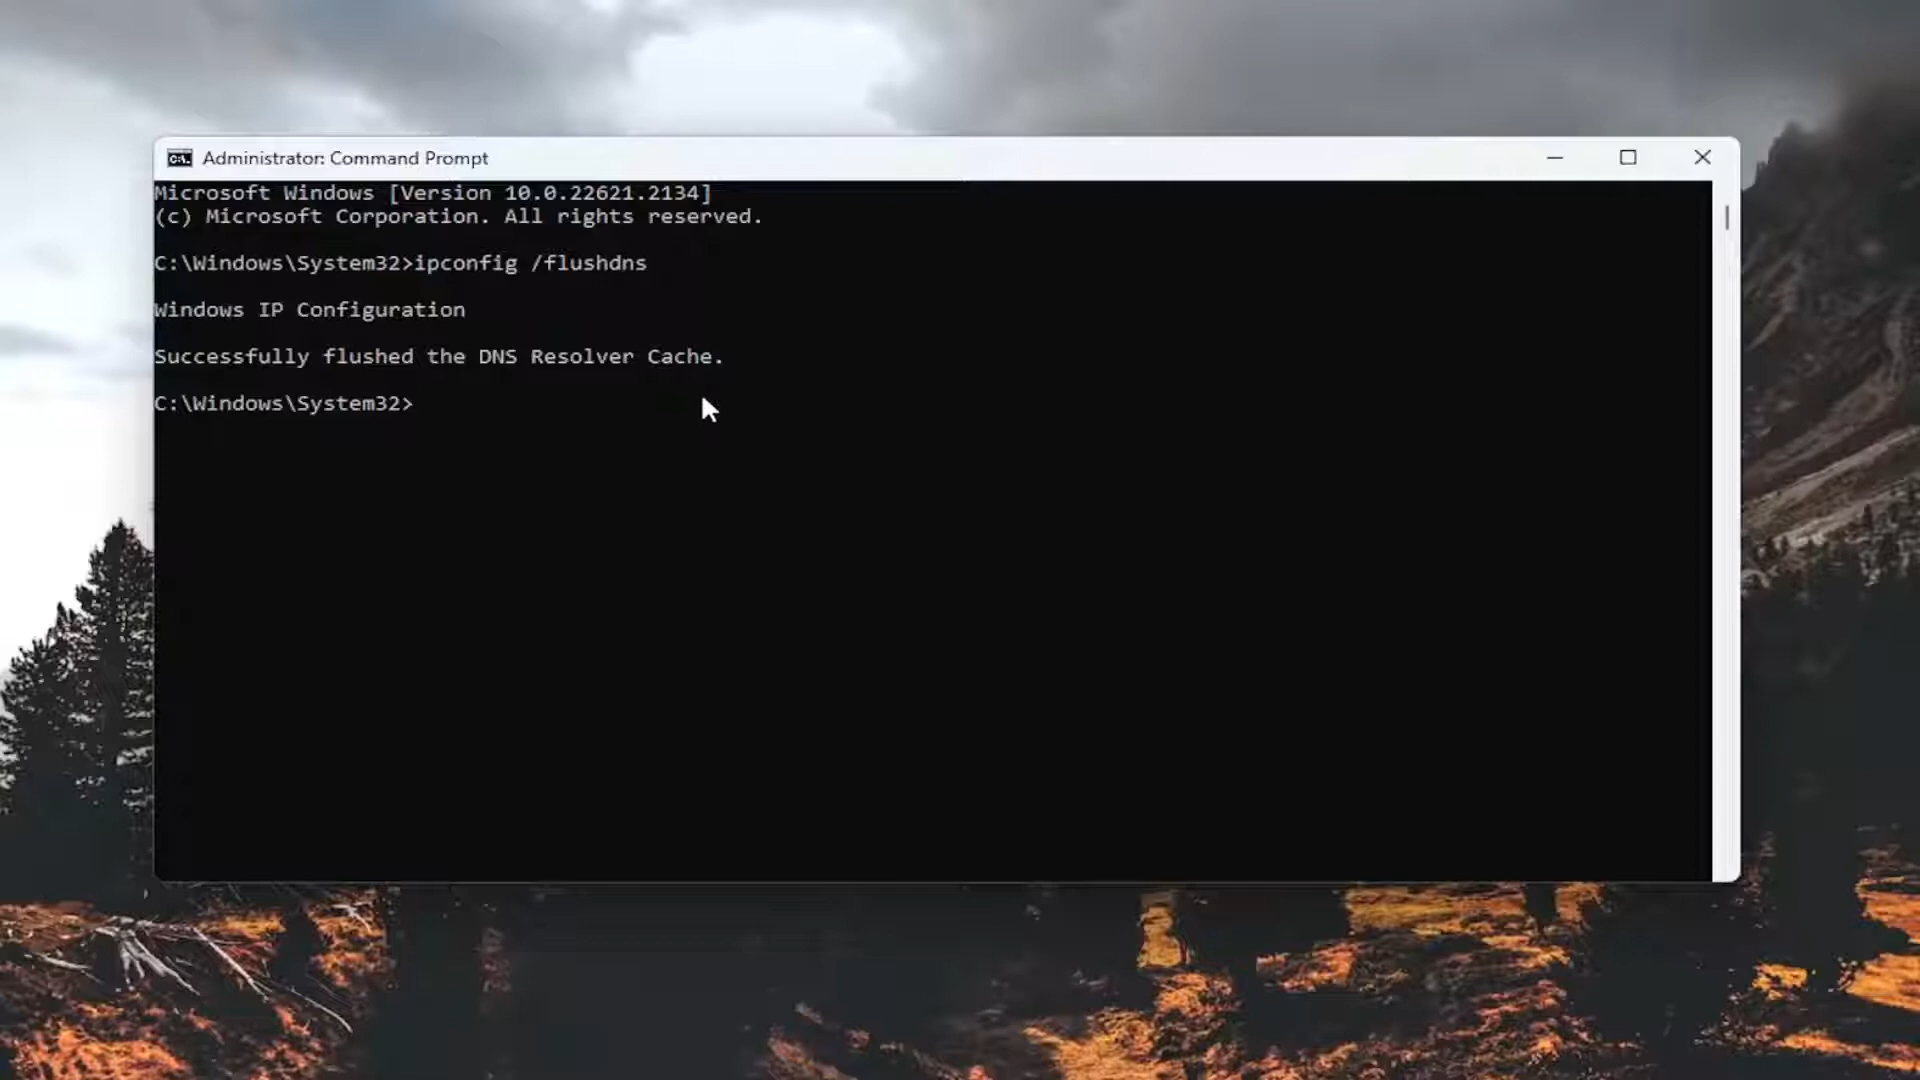 Administrator: Command Prompt
Microsoft Windows [Version 10.0.22621.2134]
(c) Microsoft Corporation. All rights reserved.
C:\Windows\System32>ipconfig /flushdns
Windows IP Configuration
Successfully flushed the DNS Resolver Cache.
C:\Windows\System32>